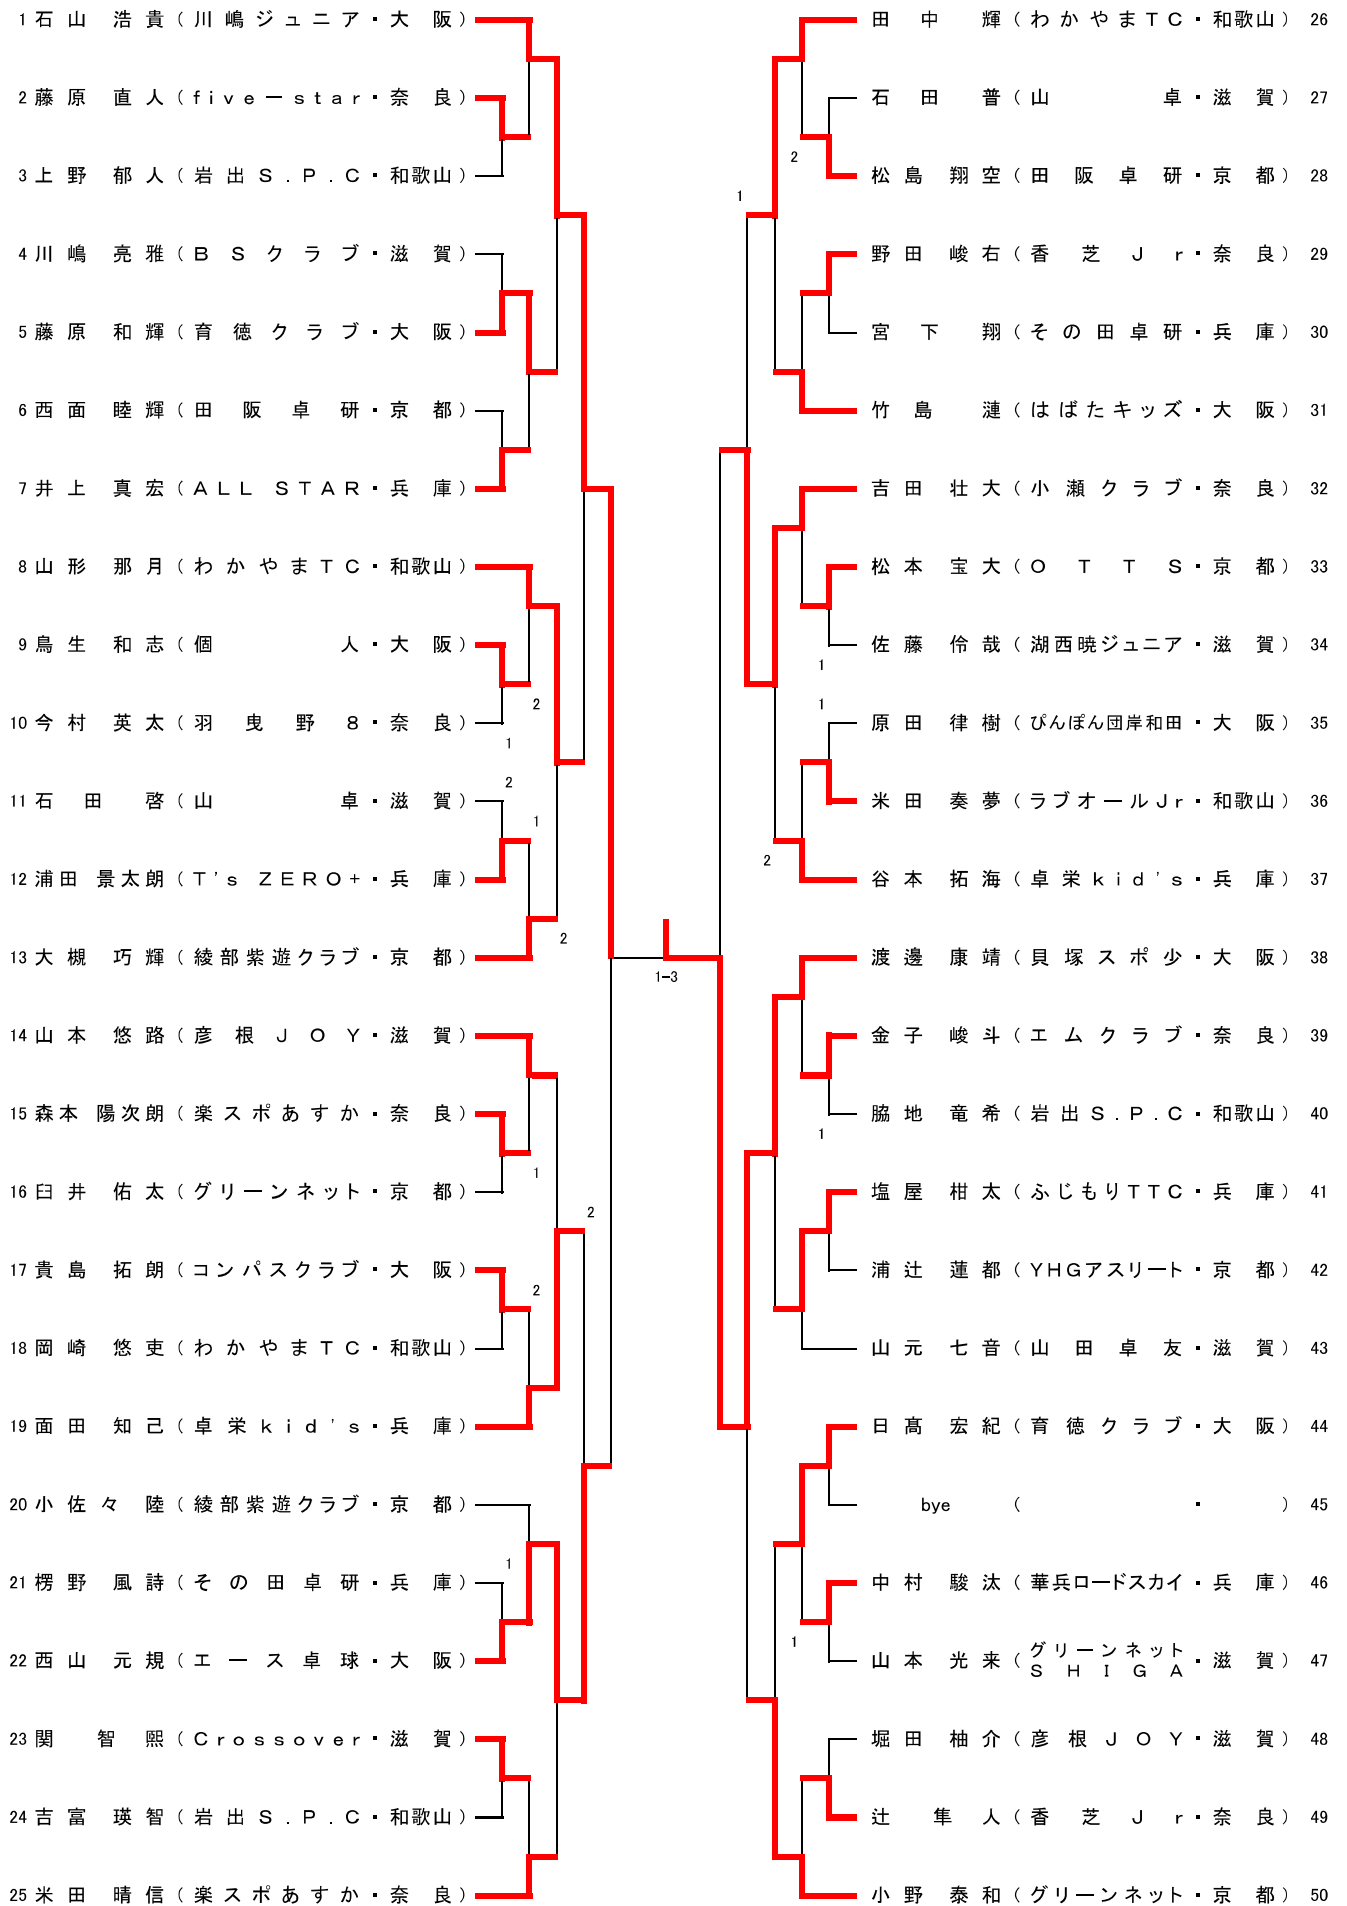 1 石山 浩貴 (川嶋ジュニア・大 阪)
2 藤原 直人 (five－star・奈 良)
3 上野 郁人 (岩出S.P.C・和歌山)
4 川嶋 亮雅 (BSクラブ・滋 賀)
5 藤原 和輝 (育徳クラブ・大 阪)
6 西面 睦輝 (田阪卓研・京 都)
7 井上 真宏 (ALL STAR・兵 庫)
8 山形 那月 (わかやまTC・和歌山)
9 鳥生 和志 (個人・大 阪)
2
10 今村 英太 (羽曳野8・奈 良)
1
2
11 石田 啓 (山卓・滋 賀)
1
12 浦田 景太朗 (T's ZERO+・兵 庫)
2
13 大槻 巧輝 (綾部紫遊クラブ・京 都)
14 山本 悠路 (彦根JOY・滋 賀)
15 森本 陽次朗 (楽スポあすか・奈 良)
1
16 臼井 佑太 (グリーンネット・京 都)
2
17 貴島 拓朗 (コンパスクラブ・大 阪)
2
18 岡崎 悠吏 (わかやまTC・和歌山)
19 面田 知己 (卓栄kid's・兵 庫)
20 小佐々 陸 (綾部紫遊クラブ・京 都)
1
21 楞野 風詩 (その田卓研・兵 庫)
22 西山 元規 (エース卓球・大 阪)
23 関 智熙 (Crossover・滋 賀)
24 吉富 瑛智 (岩出S.P.C・和歌山)
25 米田 晴信 (楽スポあすか・奈 良)
1-3
田中 輝 (わかやまTC・和歌山) 26
石田 普 (山卓・滋 賀) 27
2
松島 翔空 (田阪卓研・京 都) 28
1
野田 峻右 (香芝Jr・奈 良) 29
宮下 翔 (その田卓研・兵 庫) 30
竹島 漣 (はばたキッズ・大 阪) 31
吉田 壮大 (小瀬クラブ・奈 良) 32
松本 宝大 (OTTS・京 都) 33
佐藤 伶哉 (湖西暁ジュニア・滋 賀) 34
1
1
原田 律樹 (ぴんぽん団岸和田・大 阪) 35
米田 奏夢 (ラブオールJr・和歌山) 36
2
谷本 拓海 (卓栄kid's・兵 庫) 37
渡邊 康靖 (貝塚スポ少・大 阪) 38
金子 峻斗 (エムクラブ・奈 良) 39
脇地 竜希 (岩出S.P.C・和歌山) 40
1
塩屋 柑太 (ふじもりTTC・兵 庫) 41
浦辻 蓮都 (YHGアスリート・京 都) 42
山元 七音 (山田卓友・滋 賀) 43
日髙 宏紀 (育徳クラブ・大 阪) 44
bye (・) 45
中村 駿汰 (華兵ロードスカイ・兵 庫) 46
1
山本 光来 (グリーンネットSHIGA・滋 賀) 47
堀田 柚介 (彦根JOY・滋 賀) 48
辻 隼人 (香芝Jr・奈 良) 49
小野 泰和 (グリーンネット・京 都) 50